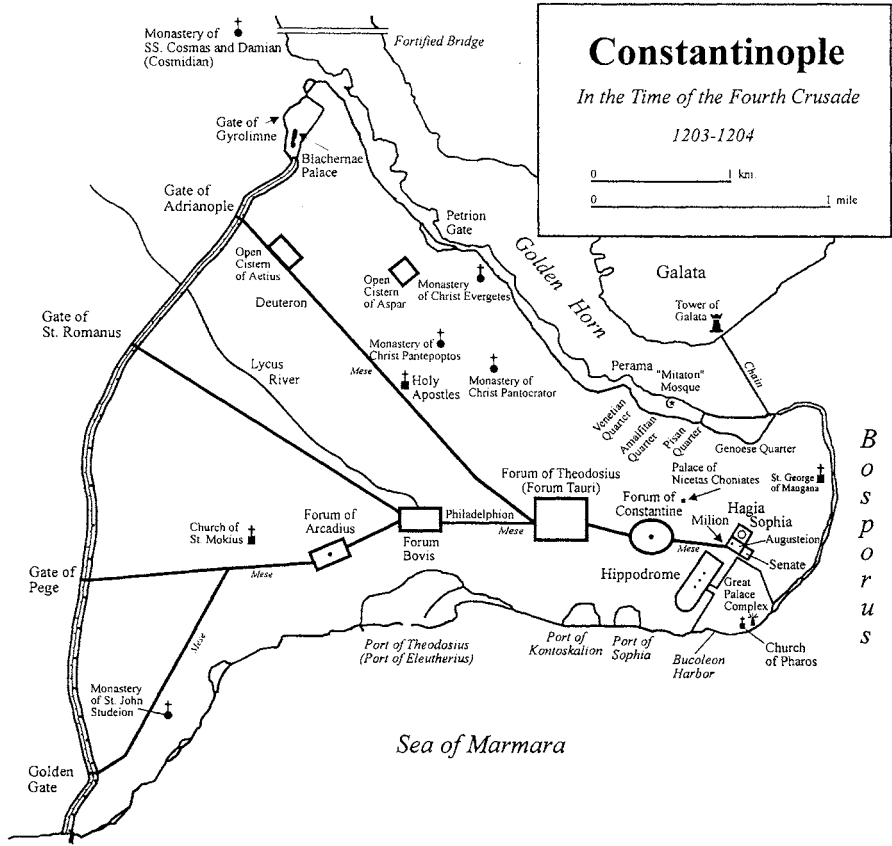 Monastery of
SS. Cosmas and Damian
(Cosmidian)
Fortified Bridge
Constantinople
In the Time of the Fourth Crusade
1203-1204
0 1 km.
0 1 mile
Gate of
Gyrolimne
Blachernae
Palace
Gate of
Adrianople
Petrion
Gate
Golden Horn
Open
Cistern
of Aetius
Open
Cistern
of Aspar
Monastery
of Christ Evergetes
Galata
Tower of
Galata
Deuteron
Gate of
St. Romanus
Lycus
River
Monastery of
Christ Pantepoptos
Mese
Holy
Apostles
Monastery of
Christ Pantocrator
Perama
"Mitaton"
Mosque
Chain
Venetian
Quarter
Amalfitan
Quarter
Pisan
Quarter
Genoese Quarter
Bosporus
Forum of Theodosius
(Forum Tauri)
Palace of
Nicetas Choniates
St. George
of Mangana
Forum of
Constantine
Hagia
Sophia
Milion
Augusteion
Senate
Mese
Philadelphion
Mese
Forum of
Arcadius
Forum
Bovis
Church of
St. Mokius
Gate of
Pege
Mese
Mese
Hippodrome
Great
Palace
Complex
Church
of Pharos
Port of Theodosius
(Port of Eleutherius)
Port of
Kontoskalion
Port of
Sophia
Bucoleon
Harbor
Monastery
of St. John
Studeion
Sea of Marmara
Golden
Gate